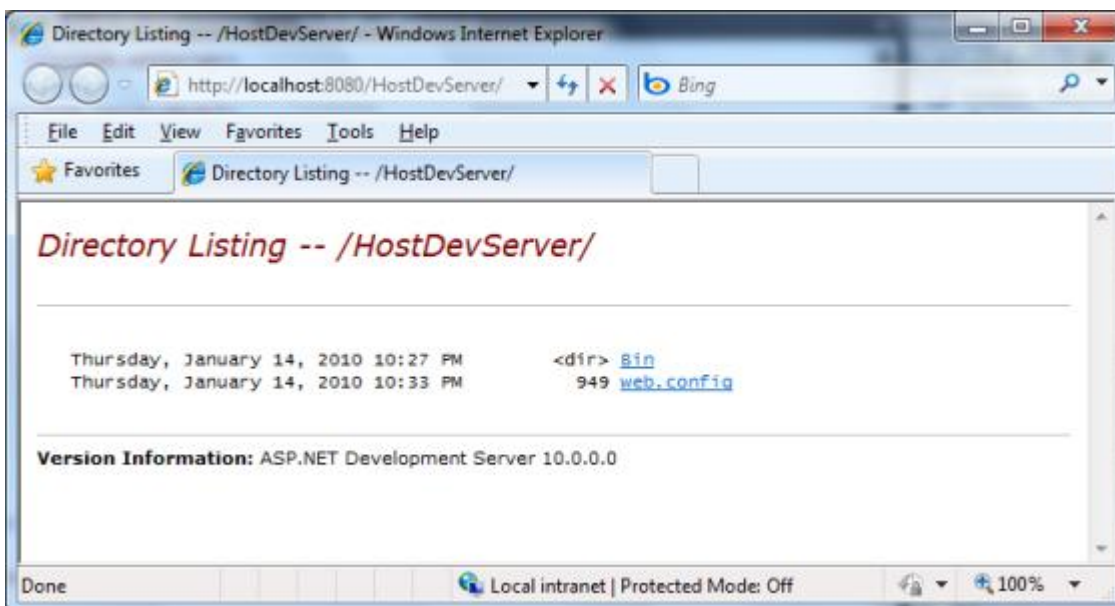 Directory Listing -- /HostDevServer/ - Windows Internet Explorer
http://localhost:8080/HostDevServer/ Bing
File Edit View Favorites Tools Help
Favorites Directory Listing -- /HostDevServer/
Directory Listing -- /HostDevServer/
Thursday, January 14, 2010 10:27 PM <dir> Bin
Thursday, January 14, 2010 10:33 PM 949 web.config
Version Information: ASP.NET Development Server 10.0.0.0
Done Local intranet | Protected Mode: Off 100%